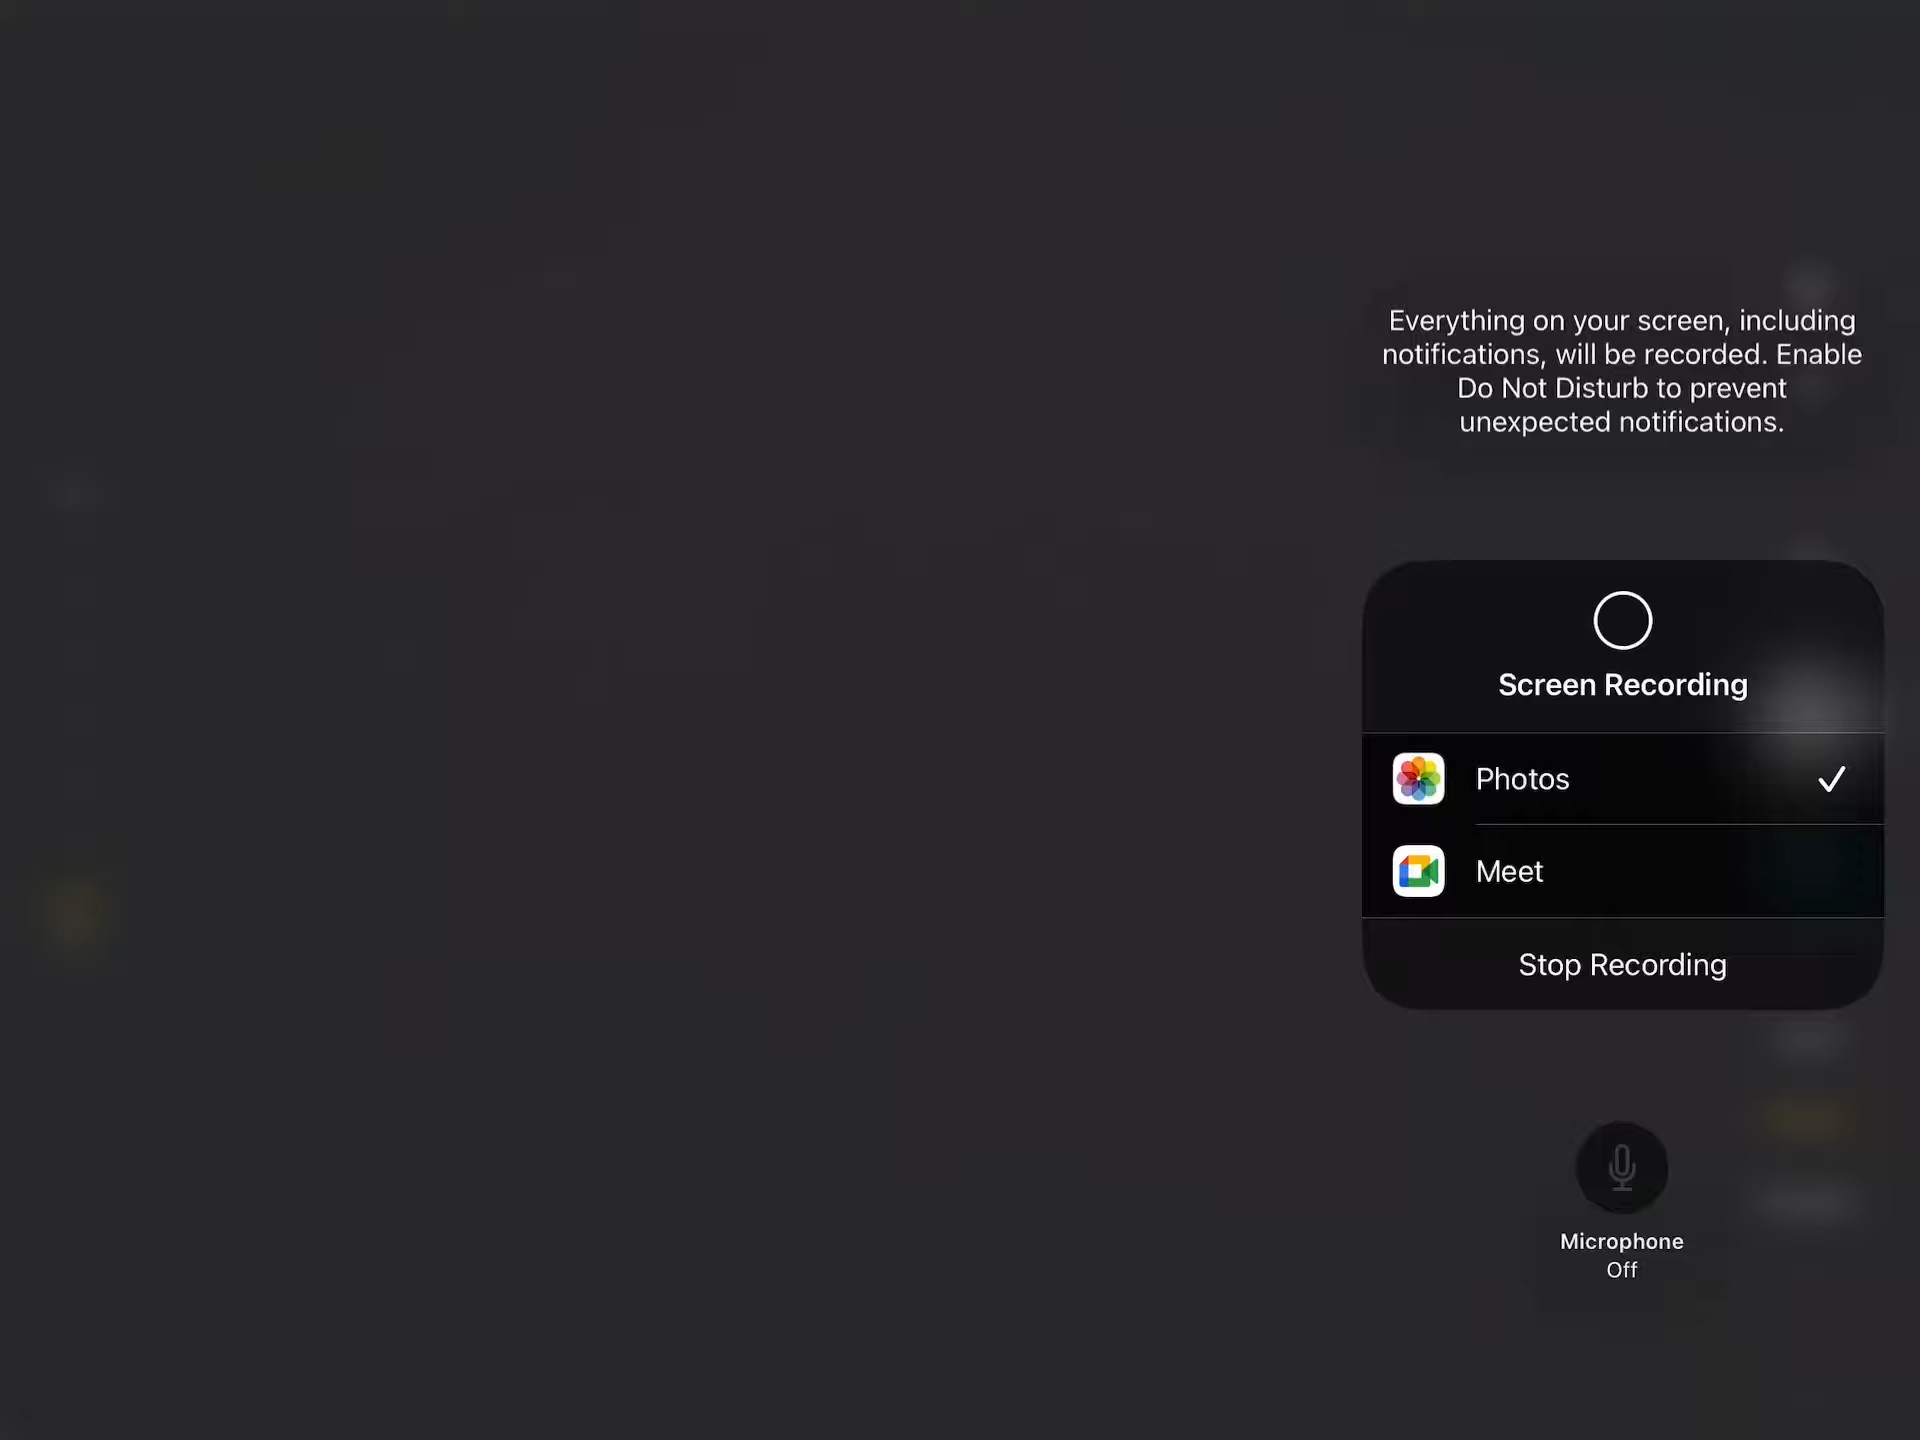 Everything on your screen, including
notifications, will be recorded. Enable
Do Not Disturb to prevent
unexpected notifications.
Screen Recording
Photos
Meet
Stop Recording
Microphone
Off